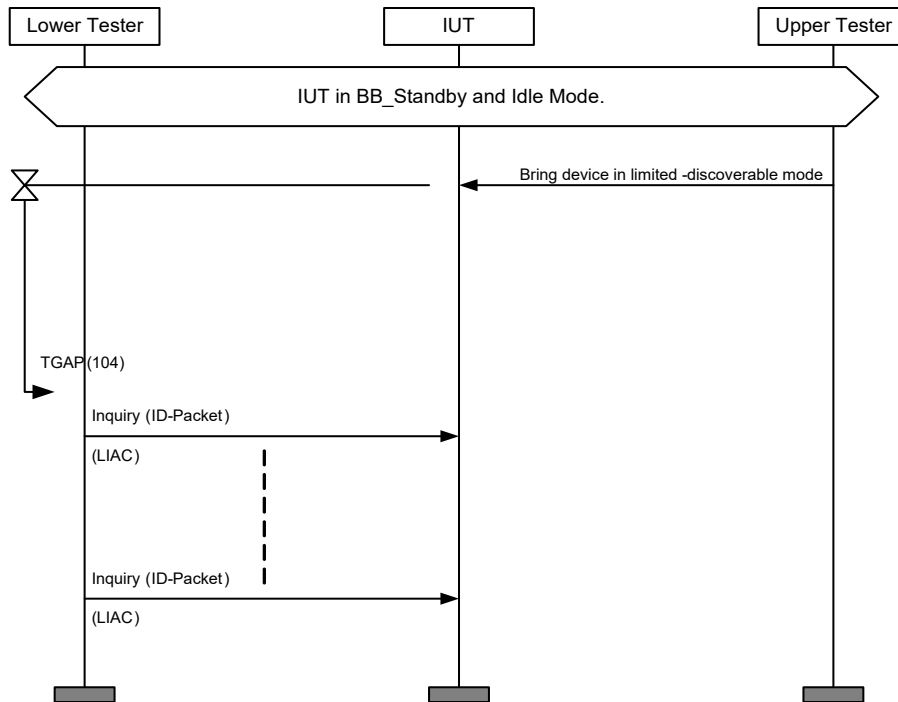 Lower Tester
IUT
Upper Tester
IUT in BB_Standby and Idle Mode.
Bring device in limited -discoverable mode
TGAP(104)
Inquiry (ID-Packet)
(LIAC)
Inquiry (ID-Packet)
(LIAC)